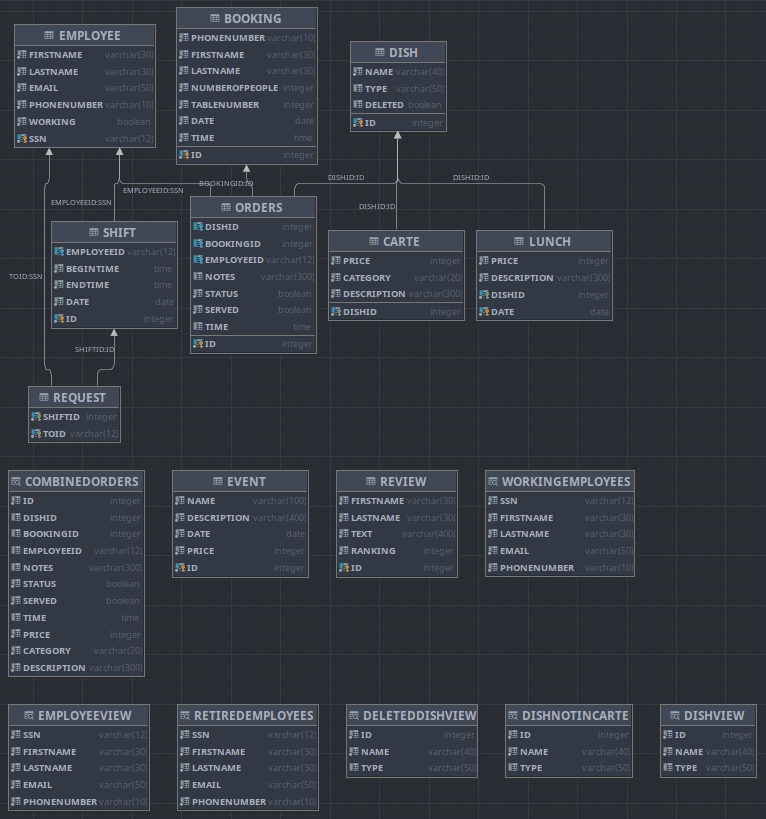 EMPLOYEE
FIRSTNAME varchar(30)
LASTNAME varchar(30)
EMAIL varchar(50)
PHONENUMBER varchar(10)
WORKING boolean
SSN varchar(12)
BOOKING
PHONENUMBER varchar(10)
FIRSTNAME varchar(30)
LASTNAME varchar(30)
NUMBEROFPEOPLE integer
TABLENUMBER integer
DATE date
TIME time
ID integer
DISH
NAME varchar(40)
TYPE varchar(50)
DELETED boolean
ID integer
EMPLOYEEID:SSN
EMPLOYEEID:SSN
BOOKINGID:ID
DISHID:ID
DISHID:ID
DISHID:ID
TOID:SSN
SHIFT
EMPLOYEEID varchar(12)
BEGINTIME time
ENDTIME time
DATE date
ID integer
ORDERS
DISHID integer
BOOKINGID integer
EMPLOYEEID varchar(12)
NOTES varchar(300)
STATUS boolean
SERVED boolean
TIME time
ID integer
CARTE
PRICE integer
CATEGORY varchar(20)
DESCRIPTION varchar(300)
DISHID integer
LUNCH
PRICE integer
DESCRIPTION varchar(300)
DISHID integer
DATE date
SHIFTID:ID
REQUEST
SHIFTID integer
TOID varchar(12)
COMBINEDORDERS
ID integer
DISHID integer
BOOKINGID integer
EMPLOYEEID varchar(12)
NOTES varchar(300)
STATUS boolean
SERVED boolean
TIME time
PRICE integer
CATEGORY varchar(20)
DESCRIPTION varchar(300)
EVENT
NAME varchar(100)
DESCRIPTION varchar(400)
DATE date
PRICE integer
ID integer
REVIEW
FIRSTNAME varchar(30)
LASTNAME varchar(30)
TEXT varchar(400)
RANKING integer
ID integer
WORKINGEMPLOYEES
SSN varchar(12)
FIRSTNAME varchar(30)
LASTNAME varchar(30)
EMAIL varchar(50)
PHONENUMBER varchar(10)
EMPLOYEEVIEW
SSN varchar(12)
FIRSTNAME varchar(30)
LASTNAME varchar(30)
EMAIL varchar(50)
PHONENUMBER varchar(10)
RETIREDEMPLOYEES
SSN varchar(12)
FIRSTNAME varchar(30)
LASTNAME varchar(30)
EMAIL varchar(50)
PHONENUMBER varchar(10)
DELETEDDISHVIEW
ID integer
NAME varchar(40)
TYPE varchar(50)
DISHNOTINCARTE
ID integer
NAME varchar(40)
TYPE varchar(50)
DISHVIEW
ID integer
NAME varchar(40)
TYPE varchar(50)